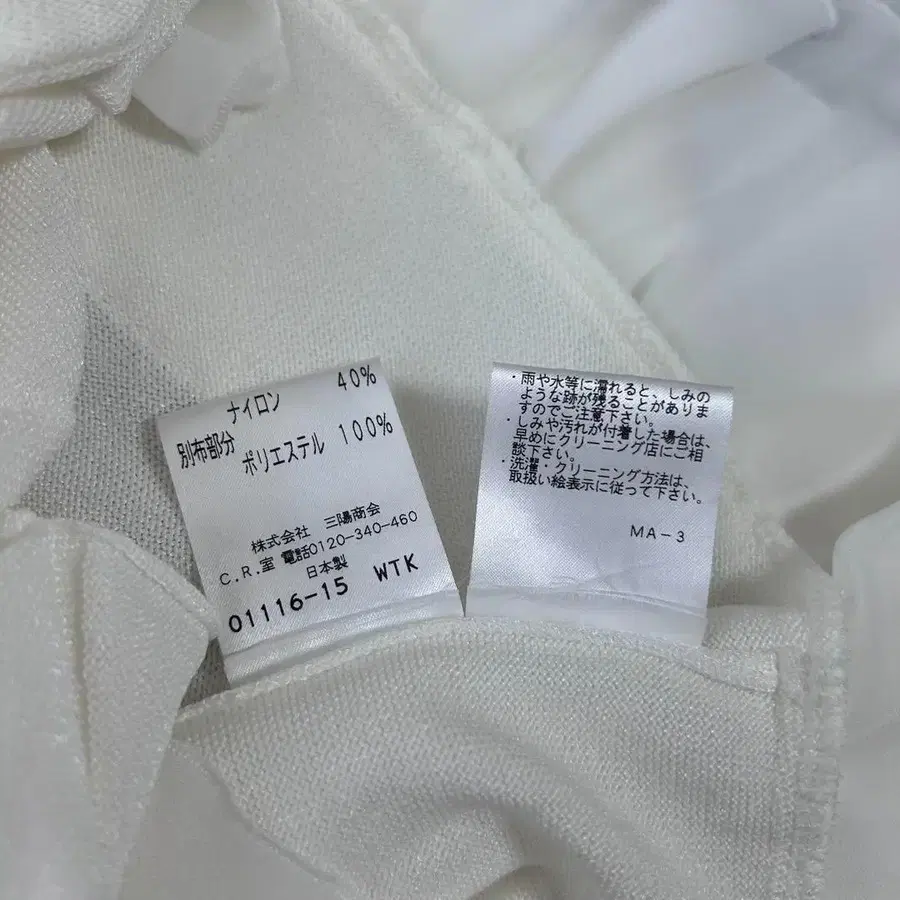 ナイロン 40%
別布部分
ポリエステル 100%
株式会社 三陽商会
C.R.室 電話0120-340-460
日本製
01116-15 WTK
・雨や水等に濡れると、しみの
ような跡が残ることがありま
すのでご注意下さい。
・しみや汚れが付着した場合は、
早めにクリーニング店にご相
談下さい。
・洗濯・クリーニング方法は、
取扱い絵表示に従って下さい。
MA-3